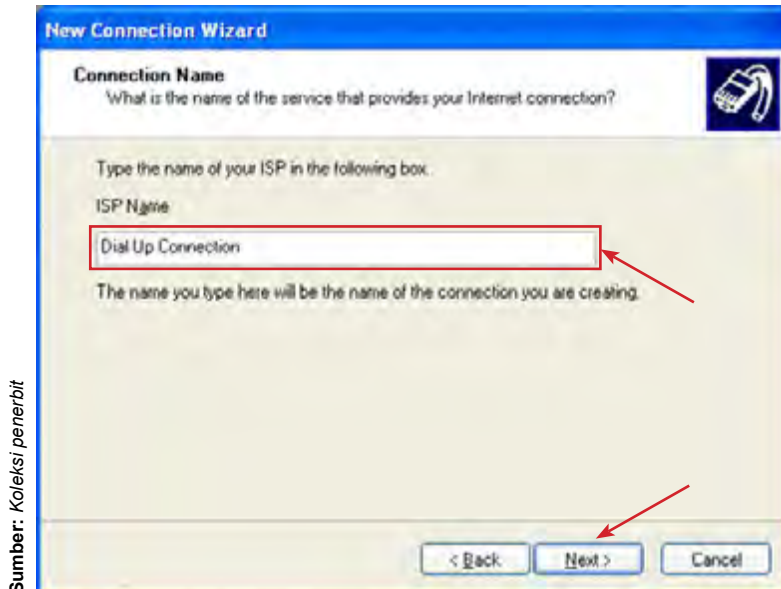 New Connection Wizard
Connection Name
What is the name of the service that provides your Internet connection?
Type the name of your ISP in the following box.
ISP Name
Dial Up Connection
The name you type here will be the name of the connection you are creating.
< Back
Next >
Cancel
Sumber: Koleksi penerbit